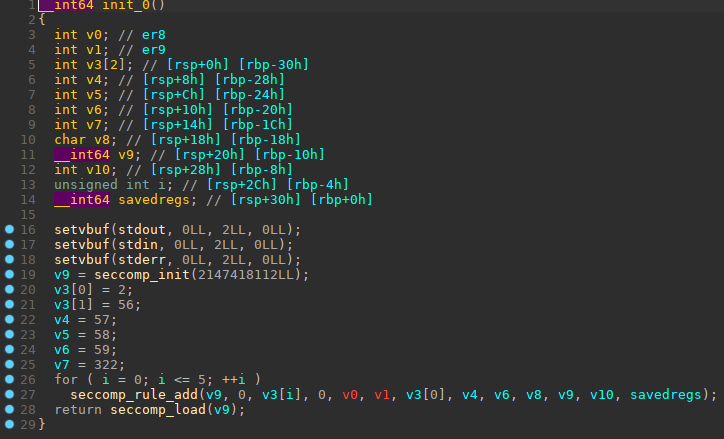 1 __int64 init_0()
2 {
3 int v0; // er8
4 int v1; // er9
5 int v3[2]; // [rsp+0h] [rbp-30h]
6 int v4; // [rsp+8h] [rbp-28h]
7 int v5; // [rsp+Ch] [rbp-24h]
8 int v6; // [rsp+10h] [rbp-20h]
9 int v7; // [rsp+14h] [rbp-1Ch]
10 char v8; // [rsp+18h] [rbp-18h]
11 __int64 v9; // [rsp+20h] [rbp-10h]
12 int v10; // [rsp+28h] [rbp-8h]
13 unsigned int i; // [rsp+2Ch] [rbp-4h]
14 __int64 savedregs; // [rsp+30h] [rbp+0h]
15
16 setvbuf(stdout, 0LL, 2LL, 0LL);
17 setvbuf(stdin, 0LL, 2LL, 0LL);
18 setvbuf(stderr, 0LL, 2LL, 0LL);
19 v9 = seccomp_init(2147418112LL);
20 v3[0] = 2;
21 v3[1] = 56;
22 v4 = 57;
23 v5 = 58;
24 v6 = 59;
25 v7 = 322;
26 for ( i = 0; i <= 5; ++i )
27 seccomp_rule_add(v9, 0, v3[i], 0, v0, v1, v3[0], v4, v6, v8, v9, v10, savedregs);
28 return seccomp_load(v9);
29 }